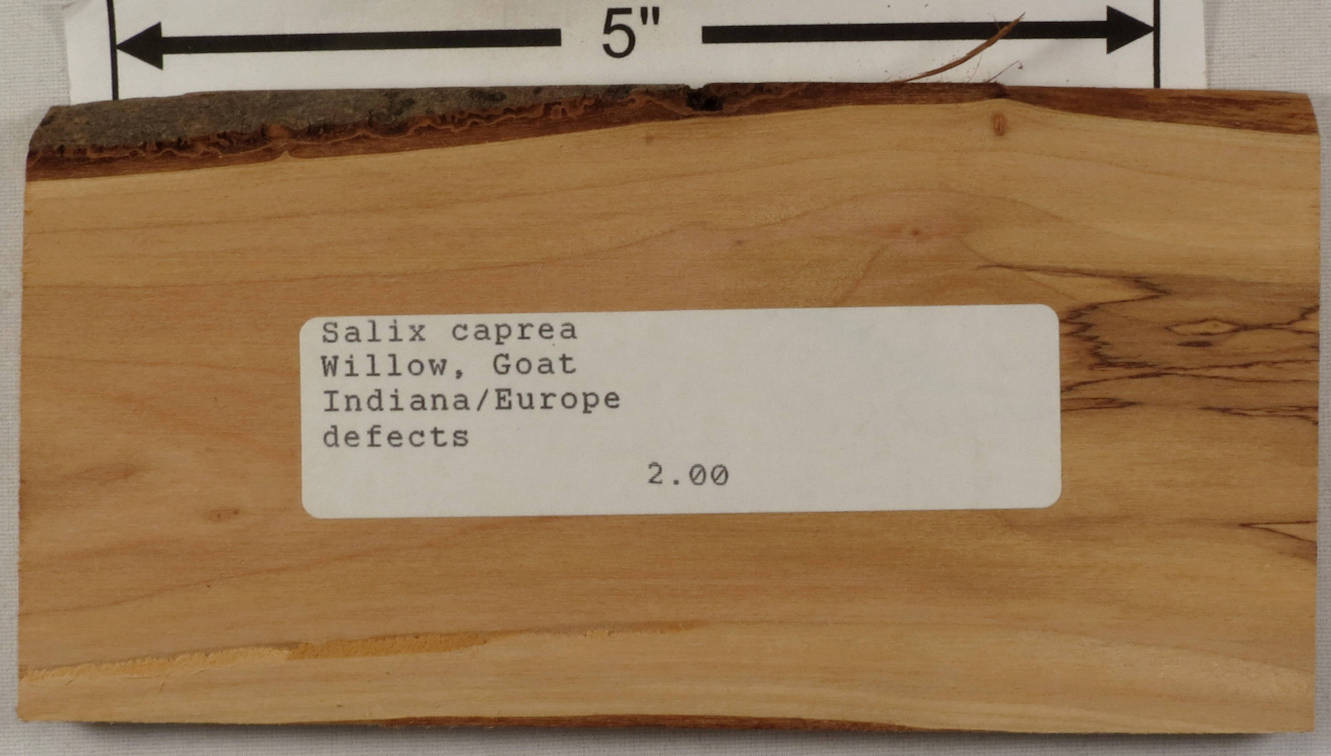 5"
Salix caprea
Willow, Goat
Indiana/Europe
defects
2.00